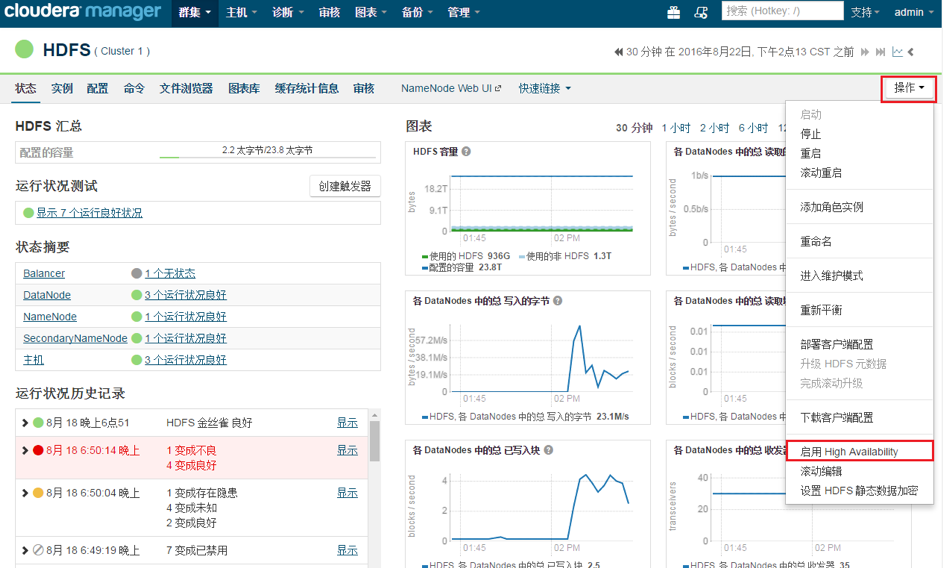 cloudera manager 群集 主机 诊断 审核 图表 备份 管理 搜索 (Hotkey: /) 支持 admin
HDFS ( Cluster 1 ) 30 分钟 在 2016年8月22日, 下午2点13 CST 之前
状态 实例 配置 命令 文件浏览器 图表库 缓存统计信息 审核 NameNode Web UI 快速链接 操作
HDFS 汇总
配置的容量 2.2 太字节/23.8 太字节
运行状况测试 创建触发器
显示 7 个运行良好状况
状态摘要
Balancer 1 个无状态
DataNode 3 个运行状况良好
NameNode 1 个运行状况良好
SecondaryNameNode 1 个运行状况良好
主机 3 个运行状况良好
运行状况历史记录
8月 18 晚上6点51 HDFS 金丝雀 良好 显示
8月 18 6:50:14 晚上 1 变成不良 显示
4 变成良好
8月 18 6:50:04 晚上 1 变成存在隐患 显示
4 变成未知
2 变成良好
8月 18 6:49:19 晚上 7 变成已禁用 显示
图表 30 分钟 1 小时 2 小时 6 小时
HDFS 容量
bytes
18.2T
9.1T
0
01:45 02 PM
使用的 HDFS 936G 使用的非 HDFS 1.3T
配置的容量 23.8T
各 DataNodes 中的总 读取的
bytes / second
1b/s
0.5b/s
0
01:45
HDFS, 各 DataNodes 中的总
各 DataNodes 中的总 写入的字节
bytes / second
57.2M/s
38.1M/s
19.1M/s
0
01:45 02 PM
HDFS, 各 DataNodes 中的总 写入的字节 23.1M/s
各 DataNodes 中的总 读取
blocks / second
0.01
0.01
0.01
0
01:45
HDFS, 各 DataNodes 中的总
各 DataNodes 中的总 已写入块
blocks / second
4
2
0
01:45 02 PM
HDFS, 各 DataNodes 中的总 已写入块 2.5
各 DataNodes 中的总 收发器
transceivers
40
20
0
01:45 02 PM
HDFS, 各 DataNodes 中的总 收发器 35
启动
停止
重启
滚动重启
添加角色实例
重命名
进入维护模式
重新平衡
部署客户端配置
升级 HDFS 元数据
完成滚动升级
下载客户端配置
启用 High Availability
滚动编辑
设置 HDFS 静态数据加密